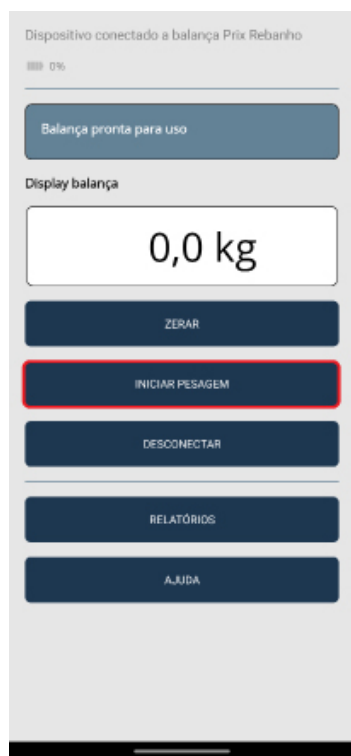 Dispositivo conectado a balança Prix Rebanho
0%
Balança pronta para uso
Display balança
0,0 kg
ZERAR
INICIAR PESAGEM
DESCONECTAR
RELATÓRIOS
AJUDA